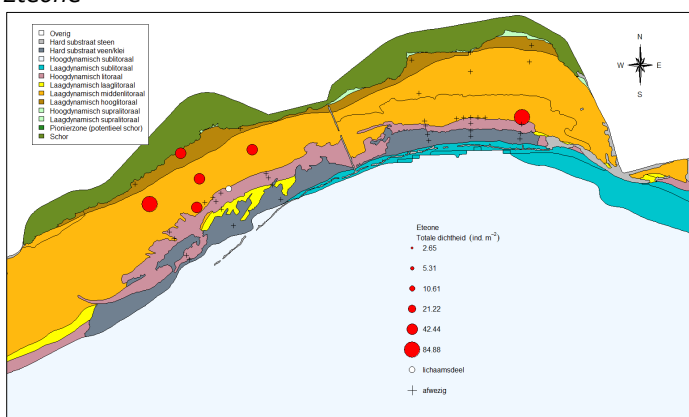 Eteone
Overig
Hard substraat steen
Hard substraat veen/klei
Hoogdynamisch sublitoraal
Laagdynamisch sublitoraal
Hoogdynamisch litoraal
Laagdynamisch laaglitoraal
Laagdynamisch middenlitoraal
Laagdynamisch hooglitoraal
Hoogdynamisch supralitoraal
Laagdynamisch supralitoraal
Pionierzone (potentieel schor)
Schor
N
W E
S
Eteone
Totale dichtheid (ind. m⁻²)
2.65
5.31
10.61
21.22
42.44
84.88
lichaamsdeel
afwezig